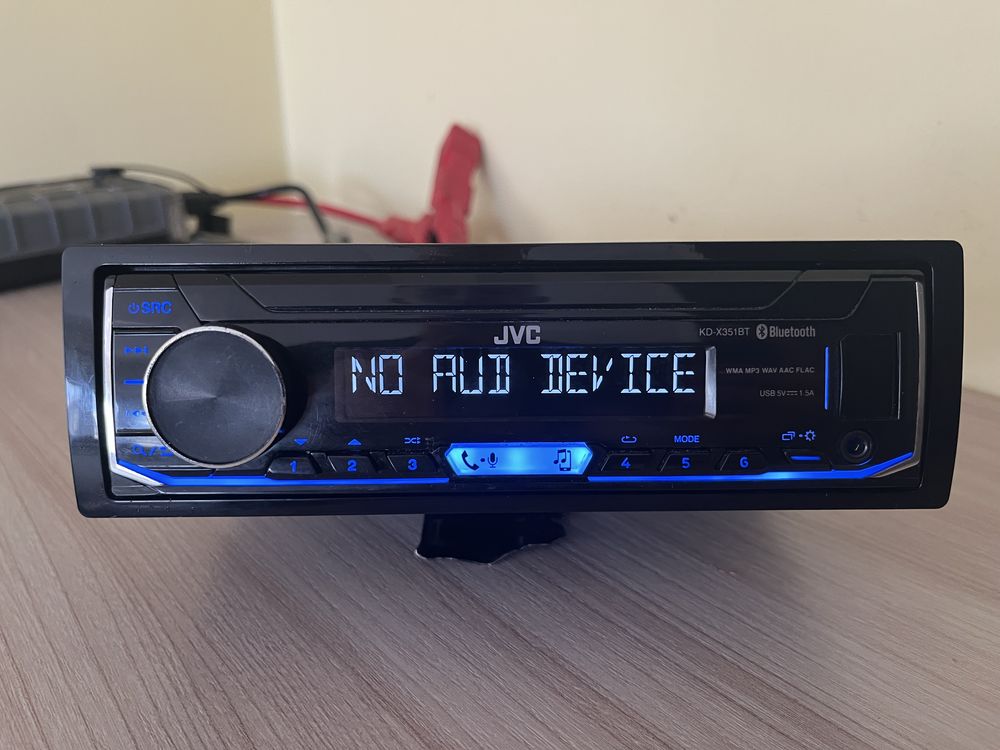 SRC
JVC
KD-X351BT Bluetooth
NO AUD DEVICE
WMA MP3 WAV AAC FLAC
USB 5V 1.5A
MODE
1 2 3 4 5 6